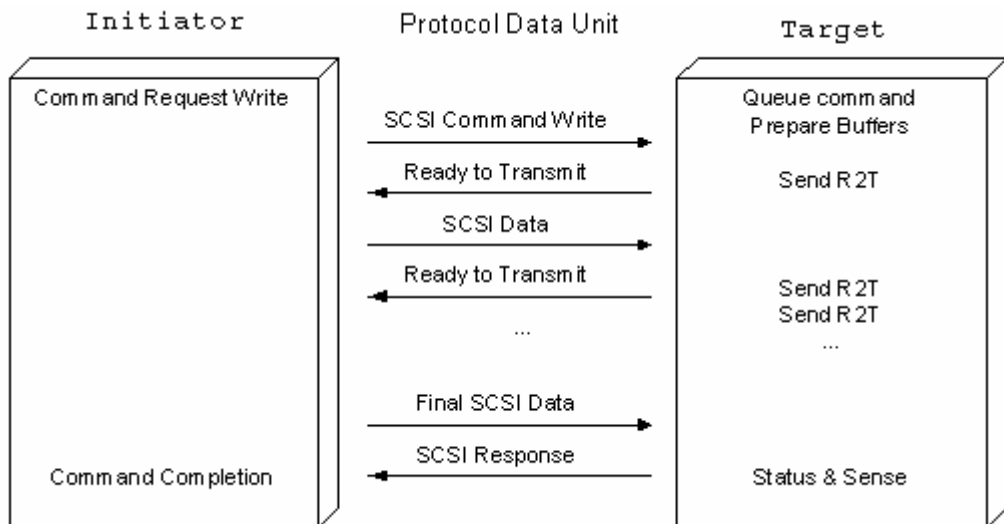 Initiator
Protocol Data Unit
Target
Command Request Write
Queue command
Prepare Buffers
SCSI Command Write
Ready to Transmit
Send R2T
SCSI Data
Ready to Transmit
Send R2T
Send R2T
...
...
Final SCSI Data
SCSI Response
Command Completion
Status & Sense